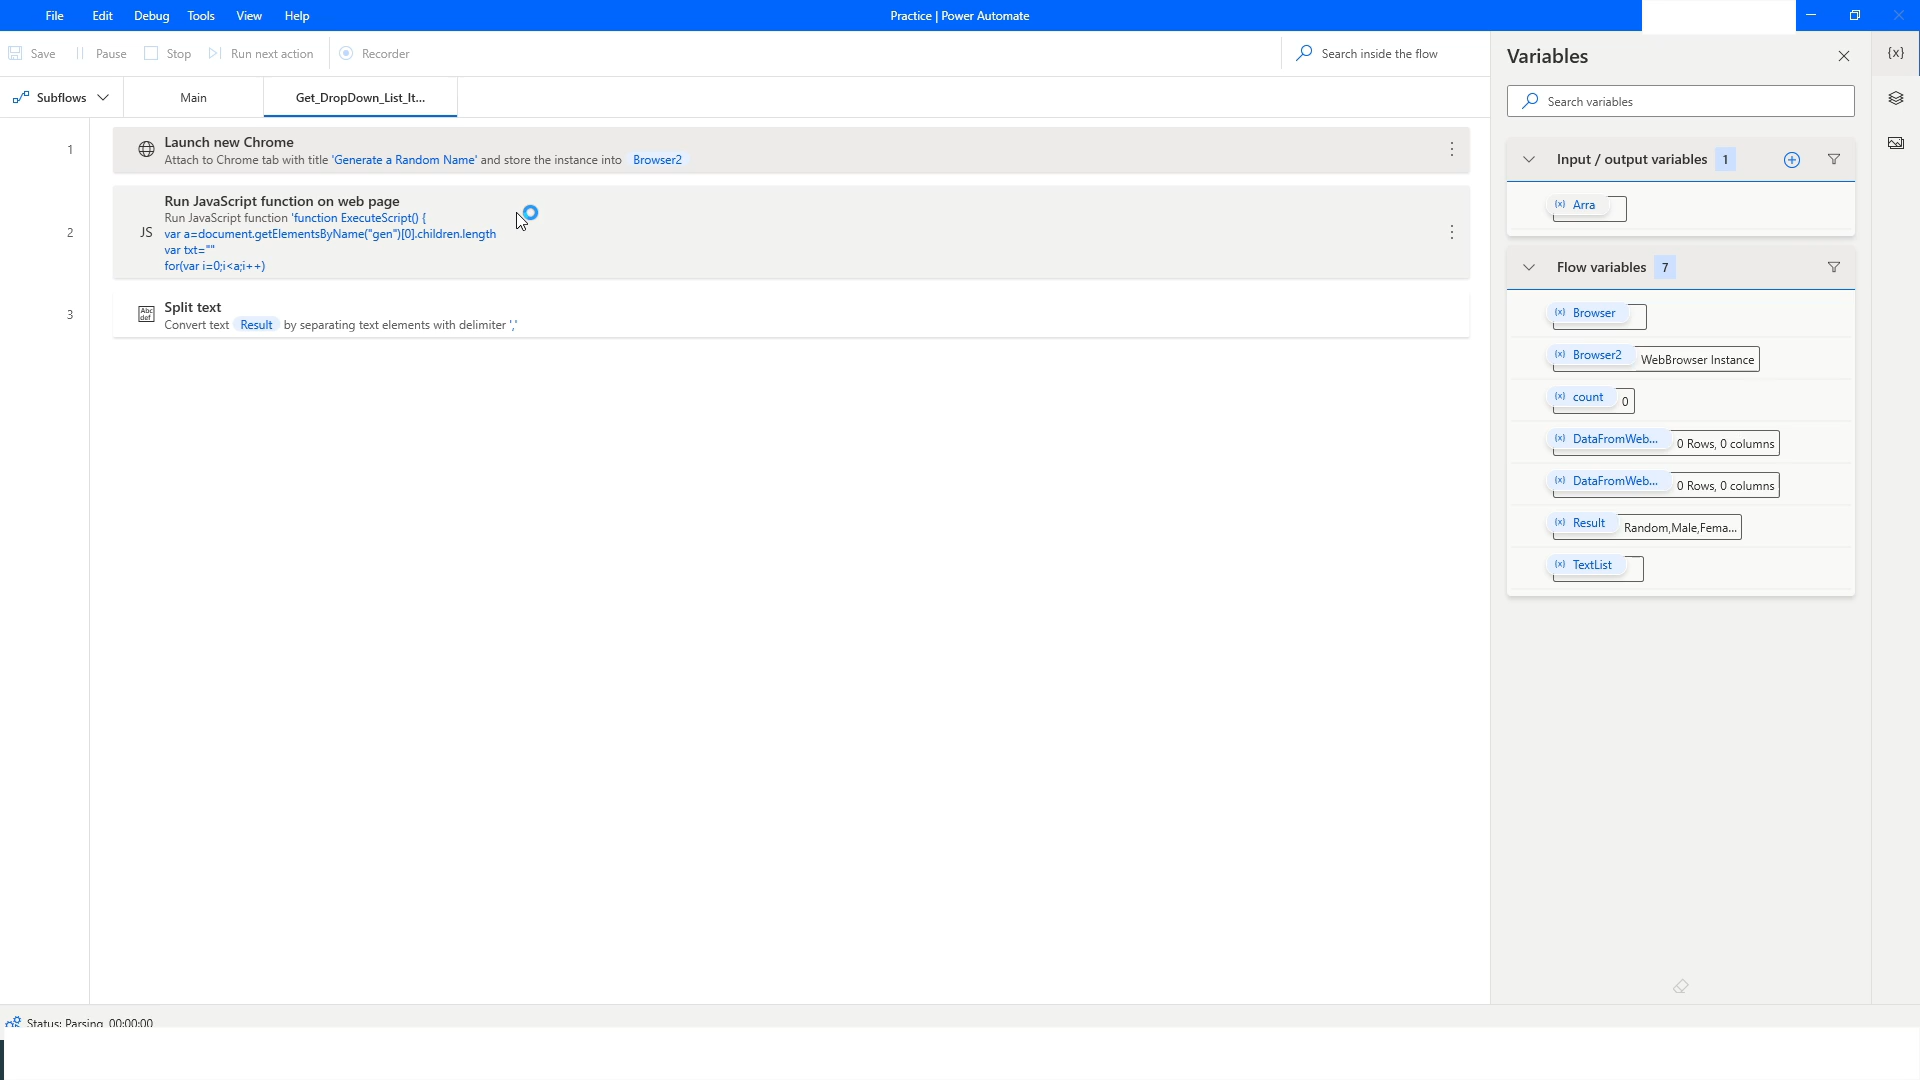 File Edit Debug Tools View Help Practice | Power Automate
Save Pause Stop Run next action Recorder Search inside the flow
Subflows Main Get_DropDown_List_It...
1 Launch new Chrome
Attach to Chrome tab with title 'Generate a Random Name' and store the instance into Browser2
2 JS Run JavaScript function on web page
Run JavaScript function 'function ExecuteScript() {
var a=document.getElementsByName("gen")[0].children.length
var txt=""
for(var i=0;i<a;i++)
3 Abc def Split text
Convert text Result by separating text elements with delimiter ','
Status: Parsing 00:00:00
Variables {x}
Search variables
Input / output variables 1
(x) Arra
Flow variables 7
(x) Browser
(x) Browser2 WebBrowser Instance
(x) count 0
(x) DataFromWeb... 0 Rows, 0 columns
(x) DataFromWeb... 0 Rows, 0 columns
(x) Result Random,Male,Fema...
(x) TextList